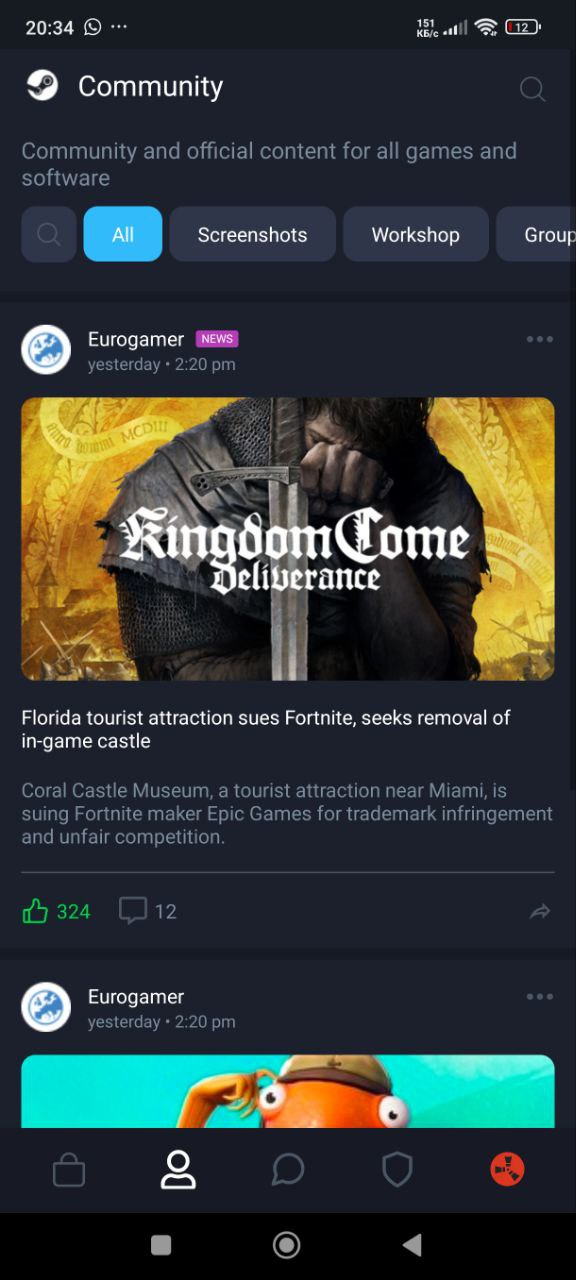 20:34
151
КБ/с
12
Community
Community and official content for all games and
software
All
Screenshots
Workshop
Group
Eurogamer NEWS
yesterday • 2:20 pm
anno domini MCDIII
Kingdom Come
Deliverance
Florida tourist attraction sues Fortnite, seeks removal of
in-game castle
Coral Castle Museum, a tourist attraction near Miami, is
suing Fortnite maker Epic Games for trademark infringement
and unfair competition.
324
12
Eurogamer
yesterday • 2:20 pm